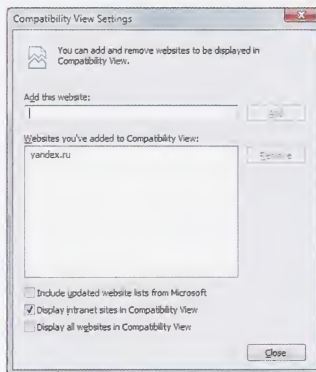 Compatibility View Settings
You can add and remove websites to be displayed in
Compatibility View.
Add this website:
Add
Websites you've added to Compatibility View:
yandex.ru
Remove
Include updated website lists from Microsoft
Display intranet sites in Compatibility View
Display all websites in Compatibility View
Close